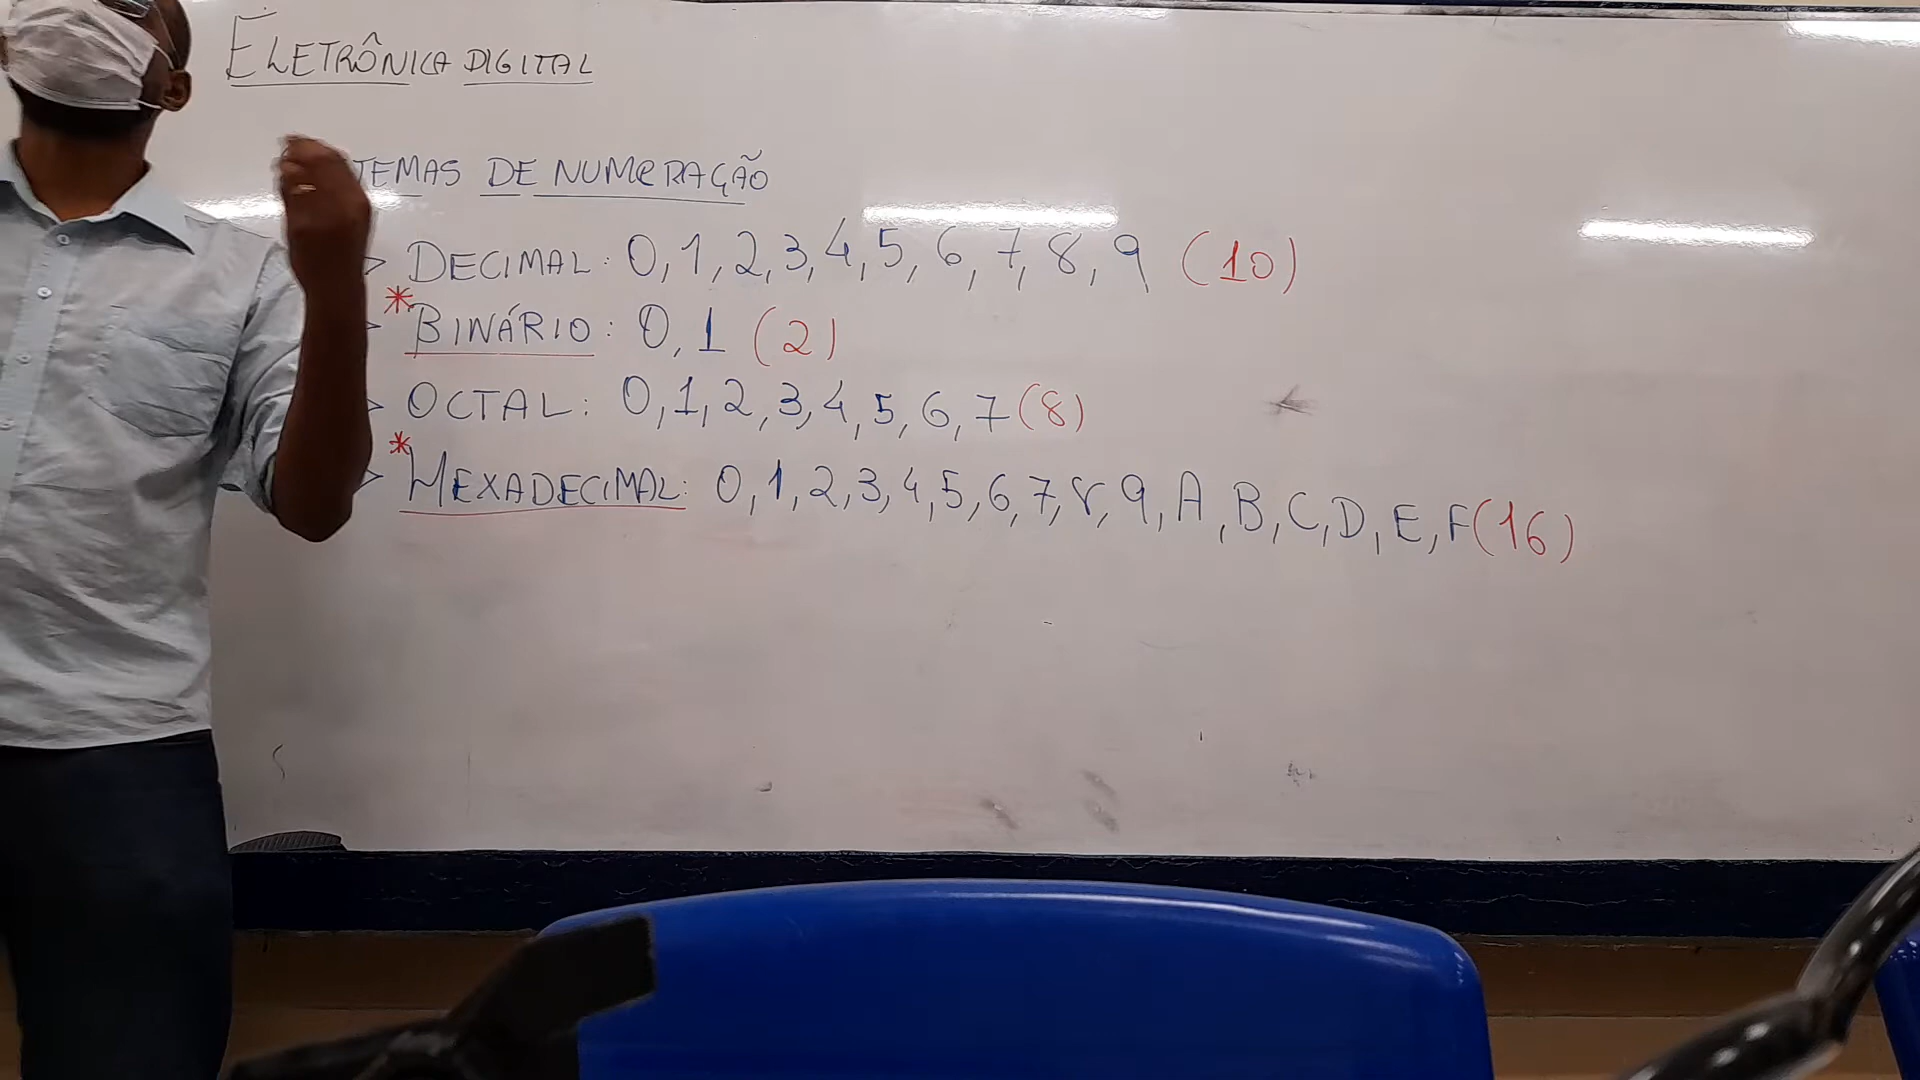 ELETRÔNICA DIGITAL
TEMAS DE NUMERAÇÃO
> DECIMAL: 0, 1, 2, 3, 4, 5, 6, 7, 8, 9 (10)
> * BINÁRIO: 0, 1 (2)
> OCTAL: 0, 1, 2, 3, 4, 5, 6, 7 (8)
> * HEXADECIMAL: 0, 1, 2, 3, 4, 5, 6, 7, 8, 9, A, B, C, D, E, F (16)